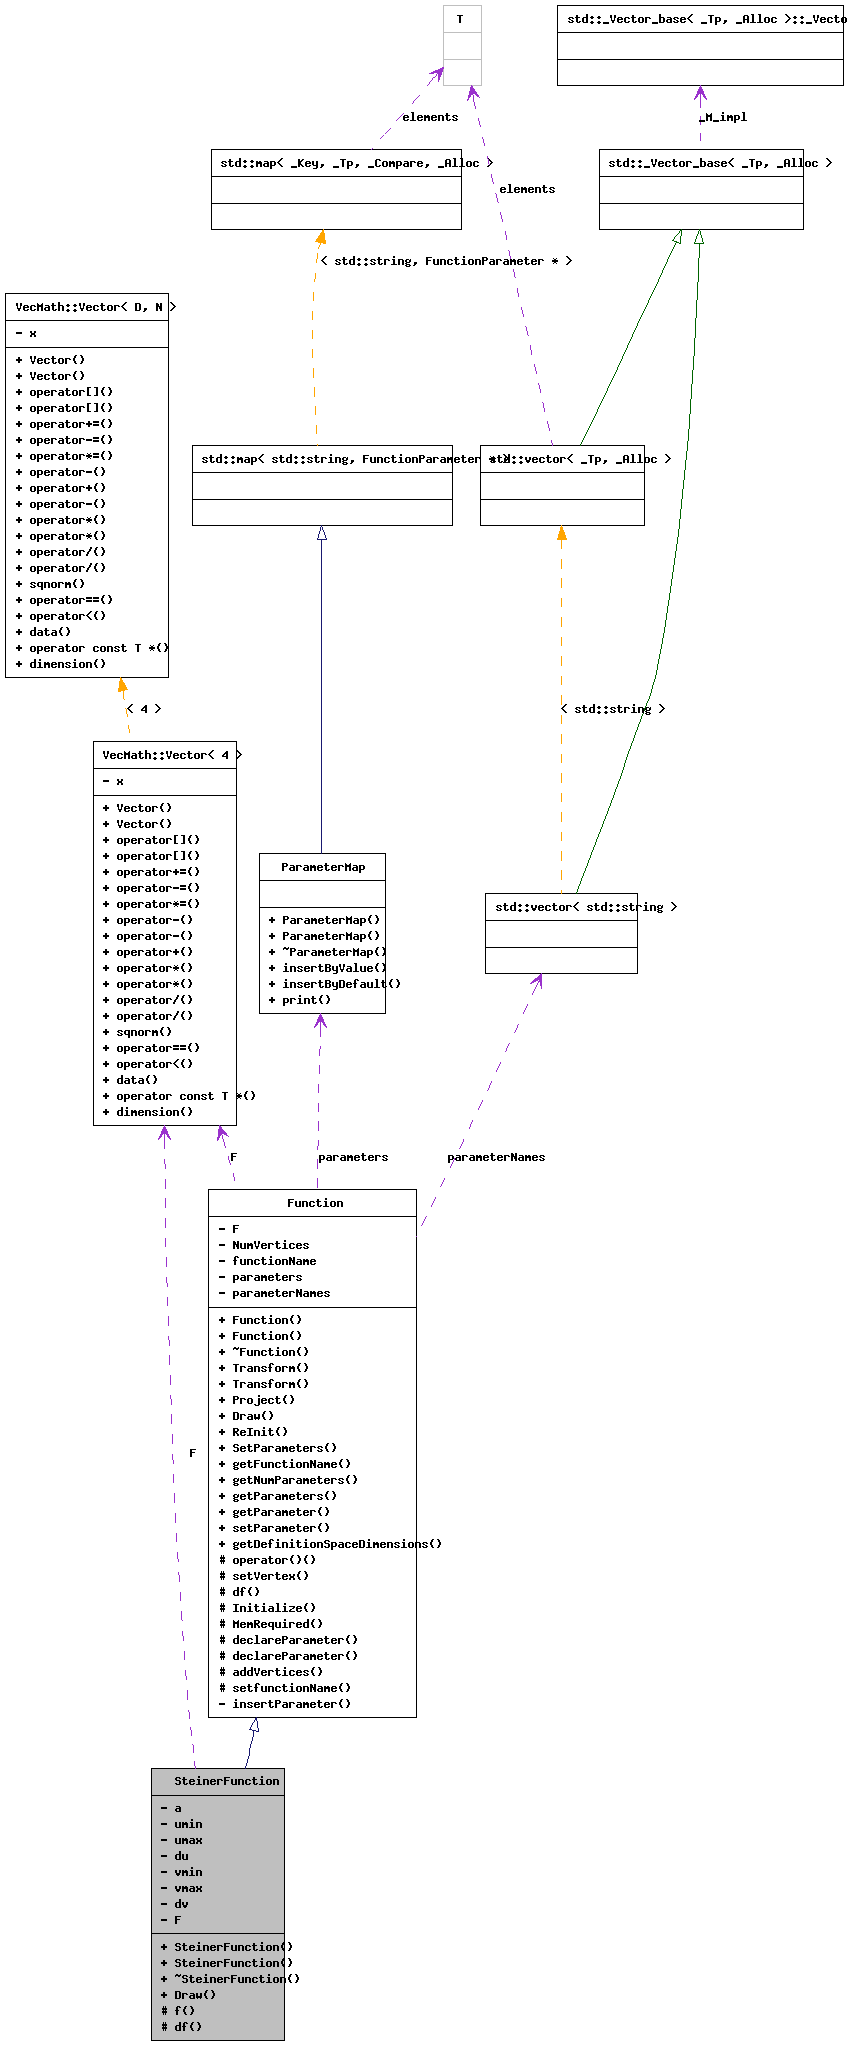 T
std::_Vector_base< _Tp, _Alloc >::_Vecto
elements
_M_impl
std::map< _Key, _Tp, _Compare, _Alloc >
std::_Vector_base< _Tp, _Alloc >
elements
< std::string, FunctionParameter * >
VecMath::Vector< D, N >
- x
+ Vector()
+ Vector()
+ operator[]()
+ operator[]()
+ operator+=()
+ operator-=()
+ operator*=()
+ operator-()
+ operator+()
+ operator-()
+ operator*()
+ operator*()
+ operator/()
+ operator/()
+ sqnorm()
+ operator==()
+ operator<()
+ data()
+ operator const T *()
+ dimension()
std::map< std::string, FunctionParameter * >
std::vector< _Tp, _Alloc >
< 4 >
< std::string >
VecMath::Vector< 4 >
- x
+ Vector()
+ Vector()
+ operator[]()
+ operator[]()
+ operator+=()
+ operator-=()
+ operator*=()
+ operator-()
+ operator-()
+ operator+()
+ operator*()
+ operator*()
+ operator/()
+ operator/()
+ sqnorm()
+ operator==()
+ operator<()
+ data()
+ operator const T *()
+ dimension()
ParameterMap
+ ParameterMap()
+ ParameterMap()
+ ~ParameterMap()
+ insertByValue()
+ insertByDefault()
+ print()
std::vector< std::string >
F
parameters
parameterNames
Function
- F
- NumVertices
- functionName
- parameters
- parameterNames
+ Function()
+ Function()
+ ~Function()
+ Transform()
+ Transform()
+ Project()
+ Draw()
+ ReInit()
+ SetParameters()
+ getFunctionName()
+ getNumParameters()
+ getParameters()
+ getParameter()
+ setParameter()
+ getDefinitionSpaceDimensions()
# operator()()
# setVertex()
# df()
# Initialize()
# MemRequired()
# declareParameter()
# declareParameter()
# addVertices()
# setfunctionName()
- insertParameter()
F
SteinerFunction
- a
- umin
- umax
- du
- vmin
- vmax
- dv
- F
+ SteinerFunction()
+ SteinerFunction()
+ ~SteinerFunction()
+ Draw()
# f()
# df()